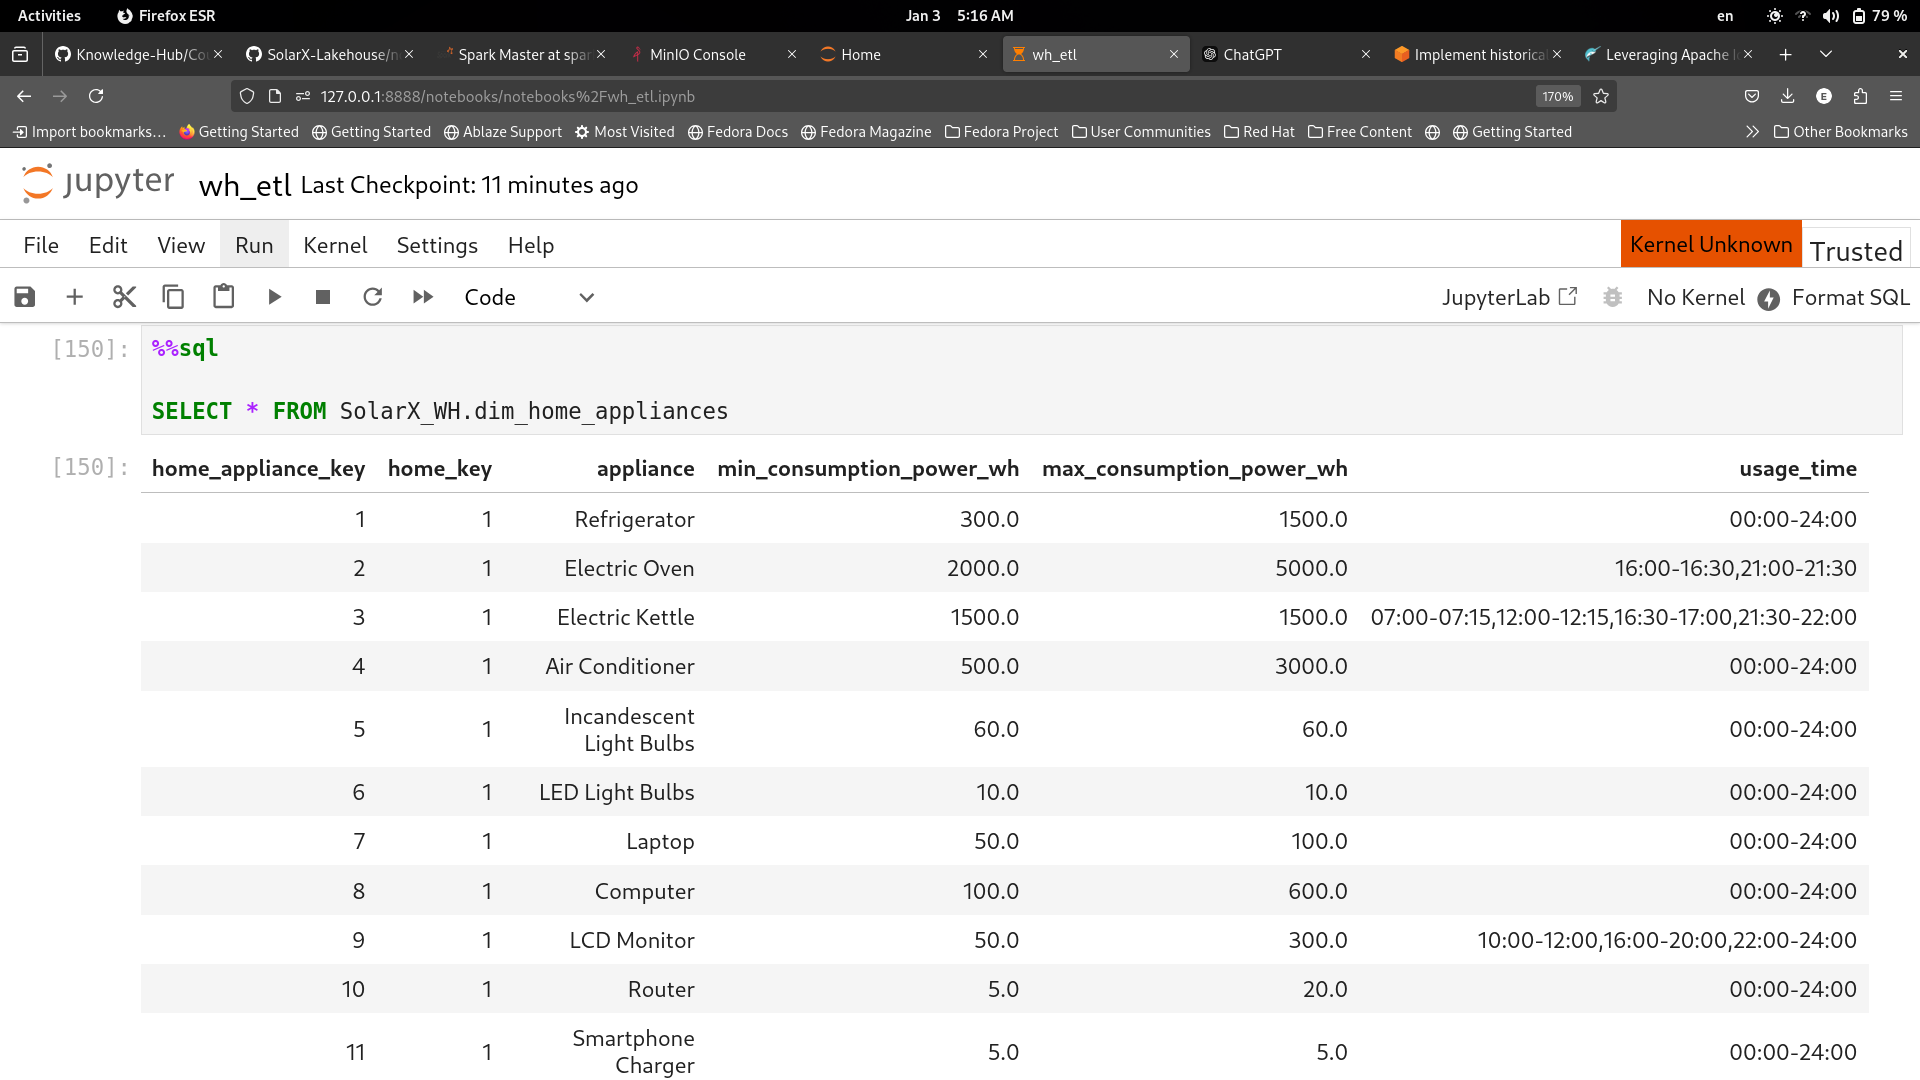 Activities Firefox ESR Jan 3 5:16 AM en 79 %
Knowledge-Hub/Co SolarX-Lakehouse/n Spark Master at spar MinIO Console Home wh_etl ChatGPT Implement historica Leveraging Apache
127.0.0.1:8888/notebooks/notebooks%2Fwh_etl.ipynb 170% E
Import bookmarks... Getting Started Getting Started Ablaze Support Most Visited Fedora Docs Fedora Magazine Fedora Project User Communities Red Hat Free Content Getting Started Other Bookmarks
jupyter wh_etl Last Checkpoint: 11 minutes ago
File Edit View Run Kernel Settings Help Kernel Unknown Trusted
Code JupyterLab No Kernel Format SQL
[150]: %%sql
SELECT * FROM SolarX_WH.dim_home_appliances
[150]: home_appliance_key home_key appliance min_consumption_power_wh max_consumption_power_wh usage_time
1 1 Refrigerator 300.0 1500.0 00:00-24:00
2 1 Electric Oven 2000.0 5000.0 16:00-16:30,21:00-21:30
3 1 Electric Kettle 1500.0 1500.0 07:00-07:15,12:00-12:15,16:30-17:00,21:30-22:00
4 1 Air Conditioner 500.0 3000.0 00:00-24:00
5 1 Incandescent
Light Bulbs 60.0 60.0 00:00-24:00
6 1 LED Light Bulbs 10.0 10.0 00:00-24:00
7 1 Laptop 50.0 100.0 00:00-24:00
8 1 Computer 100.0 600.0 00:00-24:00
9 1 LCD Monitor 50.0 300.0 10:00-12:00,16:00-20:00,22:00-24:00
10 1 Router 5.0 20.0 00:00-24:00
11 1 Smartphone
Charger 5.0 5.0 00:00-24:00